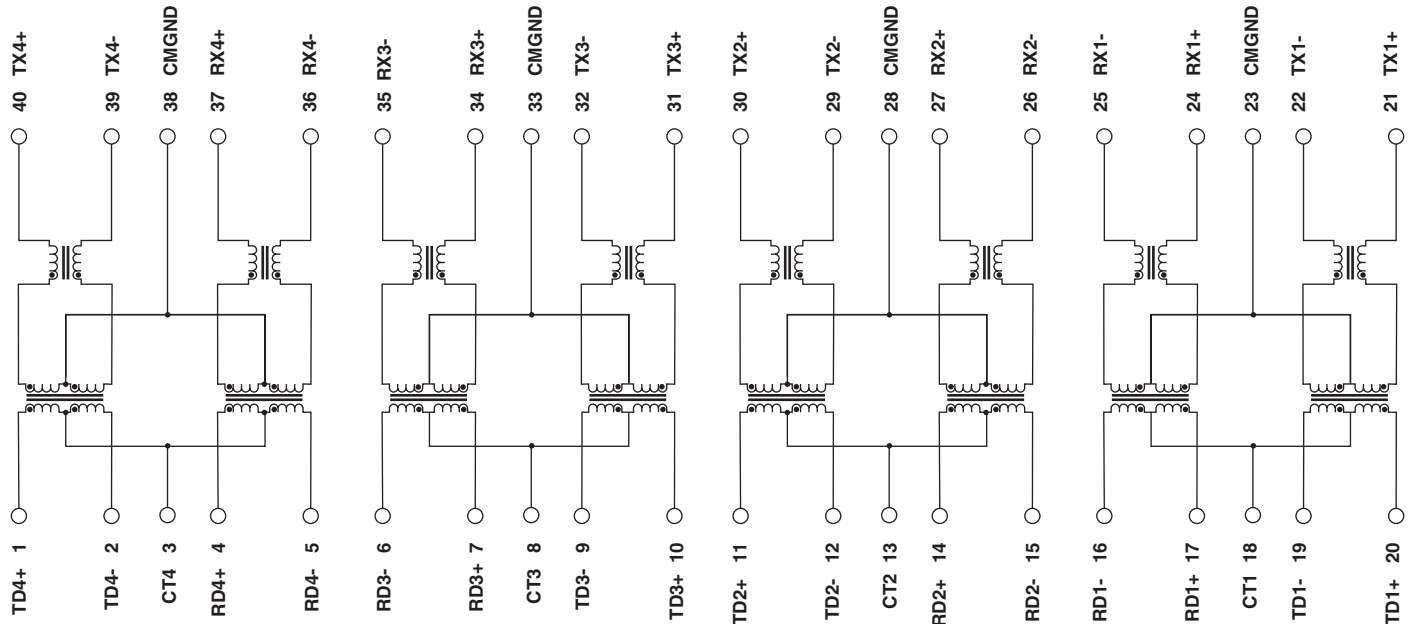 40 TX4+
39 TX4-
38 CMGND
37 RX4+
36 RX4-
35 RX3-
34 RX3+
33 CMGND
32 TX3-
31 TX3+
30 TX2+
29 TX2-
28 CMGND
27 RX2+
26 RX2-
25 RX1-
24 RX1+
23 CMGND
22 TX1-
21 TX1+
TD4+ 1
TD4- 2
CT4 3
RD4+ 4
RD4- 5
RD3- 6
RD3+ 7
CT3 8
TD3- 9
TD3+ 10
TD2+ 11
TD2- 12
CT2 13
RD2+ 14
RD2- 15
RD1- 16
RD1+ 17
CT1 18
TD1- 19
TD1+ 20